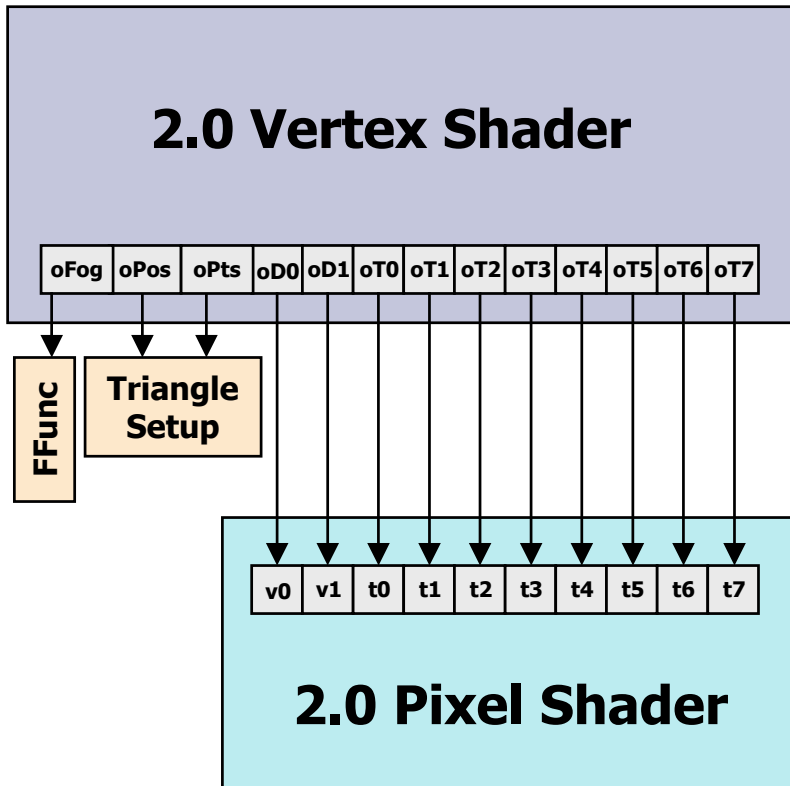 2.0 Vertex Shader
oFog oPos oPts oD0 oD1 oT0 oT1 oT2 oT3 oT4 oT5 oT6 oT7
FFunc
Triangle
Setup
v0 v1 t0 t1 t2 t3 t4 t5 t6 t7
2.0 Pixel Shader